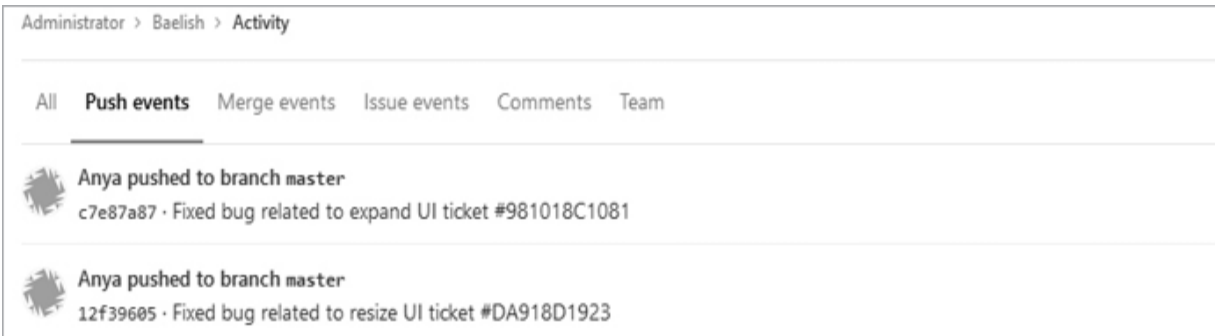 Administrator > Baelish > Activity
All Push events Merge events Issue events Comments Team
Anya pushed to branch master
c7e87a87 · Fixed bug related to expand UI ticket #981018C1081
Anya pushed to branch master
12f39605 · Fixed bug related to resize UI ticket #DA918D1923